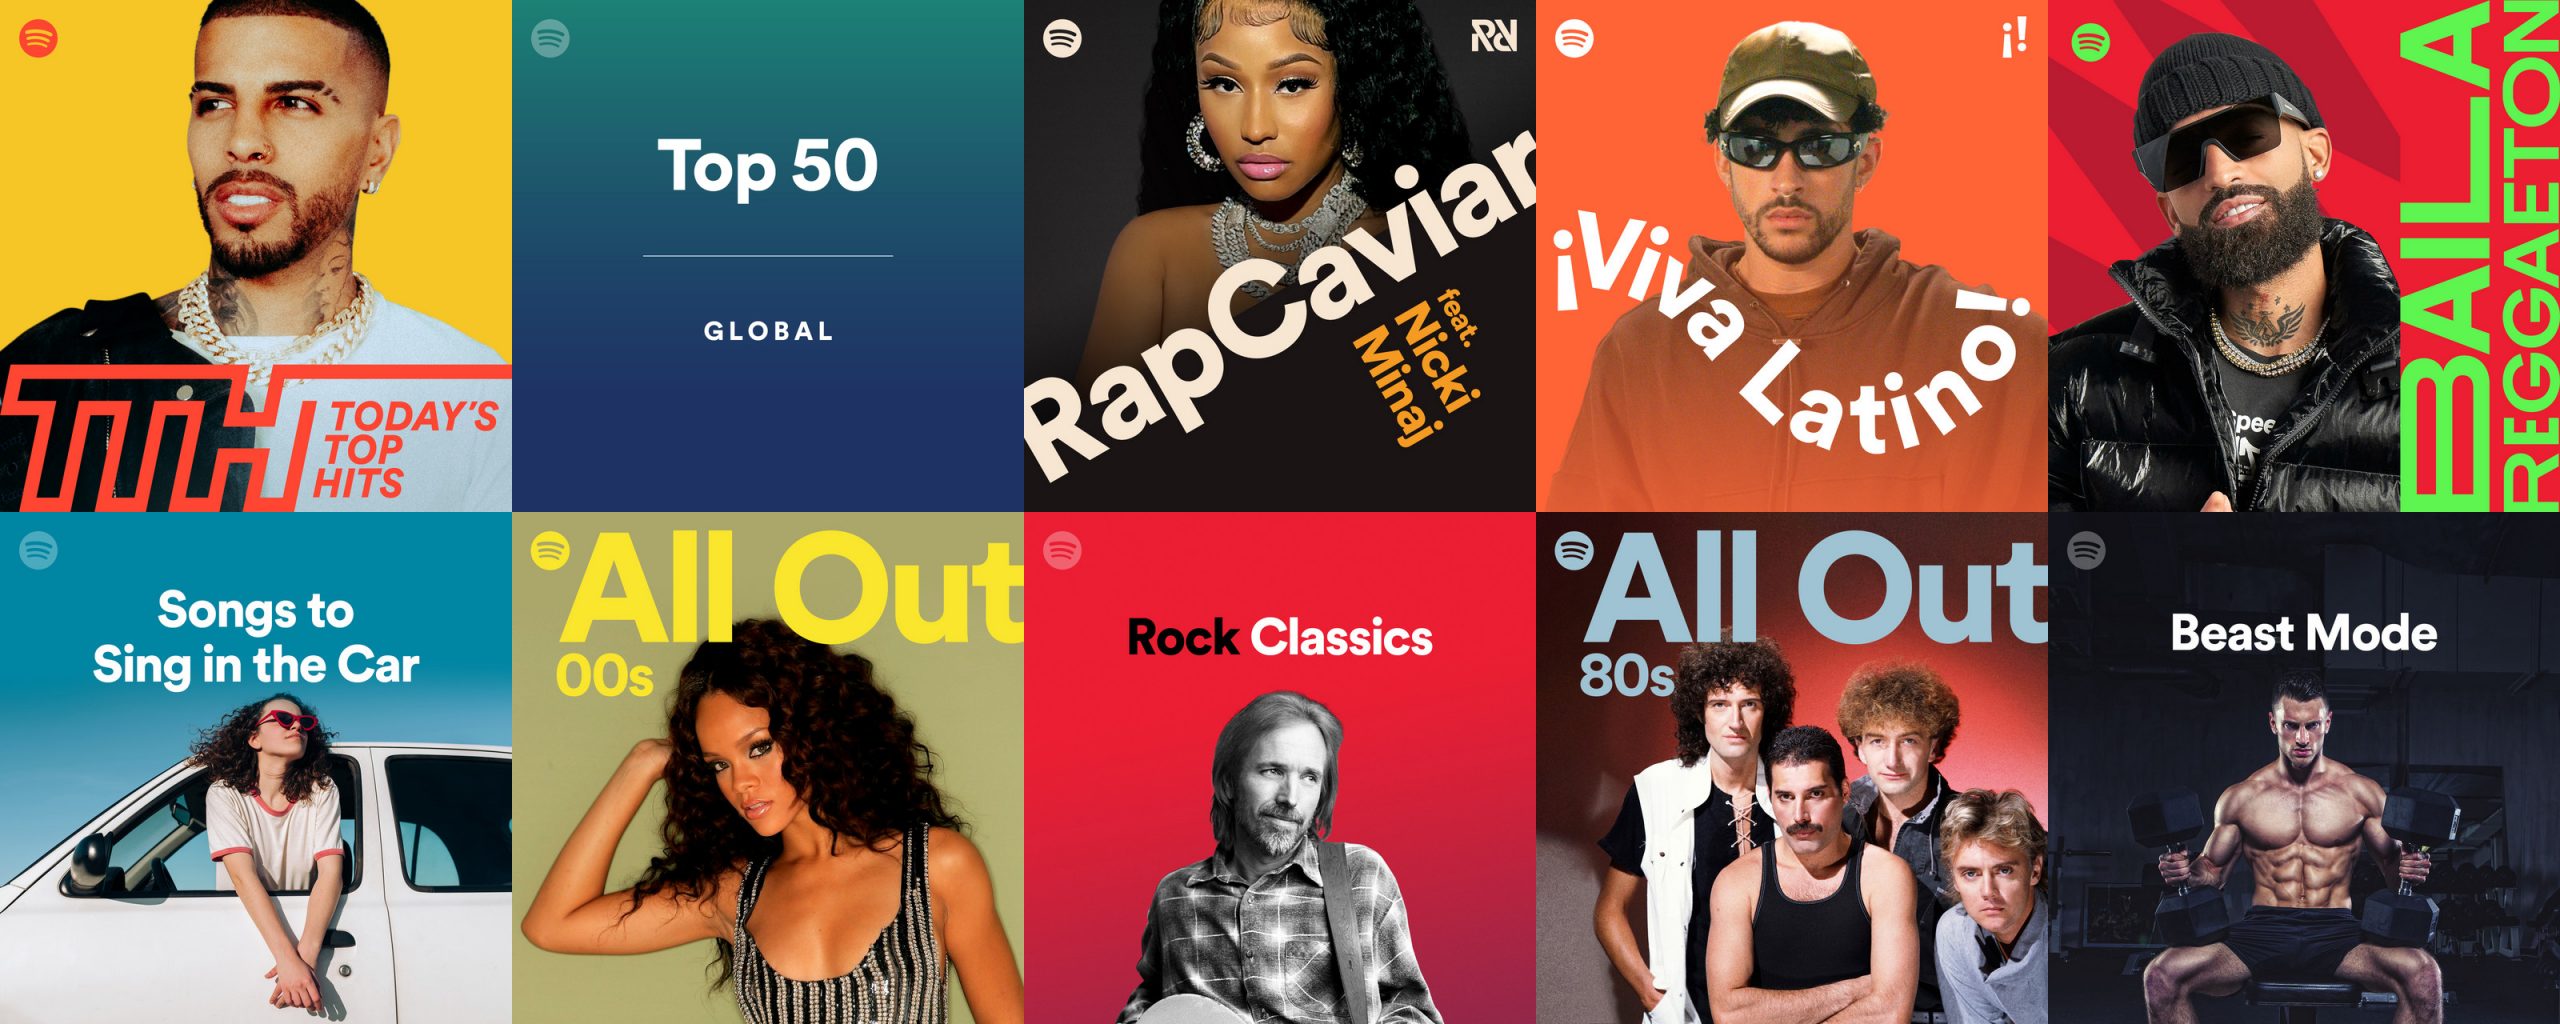 TTH
TODAY'S
TOP
HITS
Top 50
GLOBAL
RapCaviar
feat.
Nicki
Minaj
¡!
¡Viva Latino!
BAILA
REGGAETON
Songs to
Sing in the Car
All Out
00s
Rock Classics
All Out
80s
Beast Mode